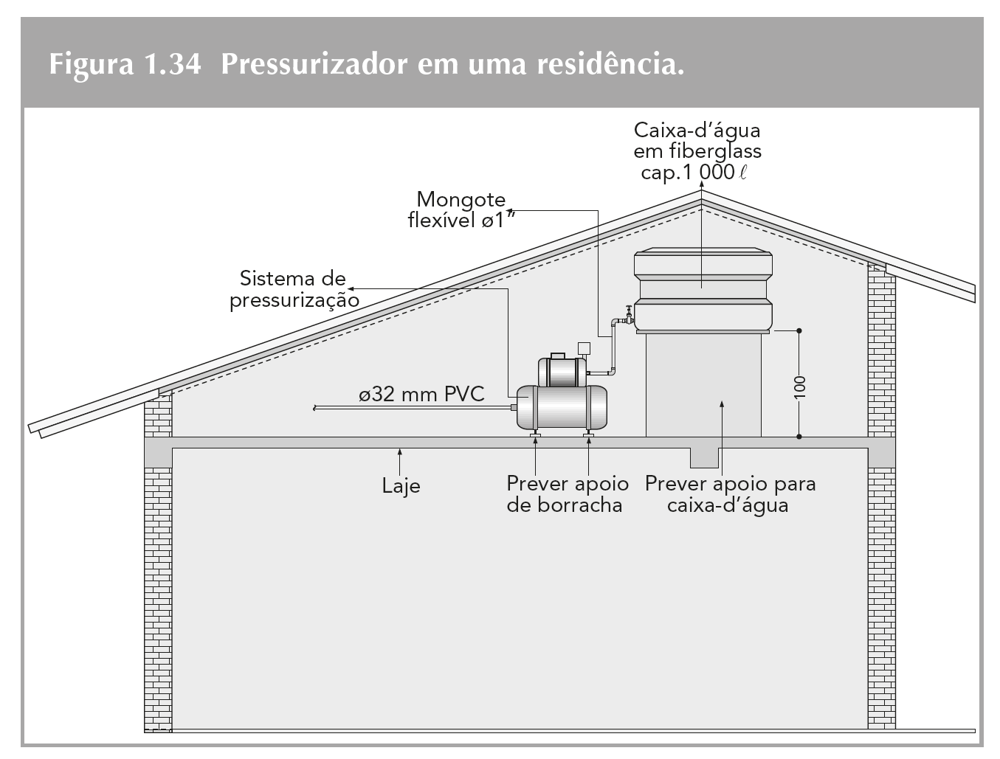 Figura 1.34 Pressurizador em uma residência.
Caixa-d’água
em fiberglass
cap.1 000 ℓ
Mongote
flexível ø1”
Sistema de
pressurização
ø32 mm PVC
100
Laje
Prever apoio
de borracha
Prever apoio para
caixa-d’água